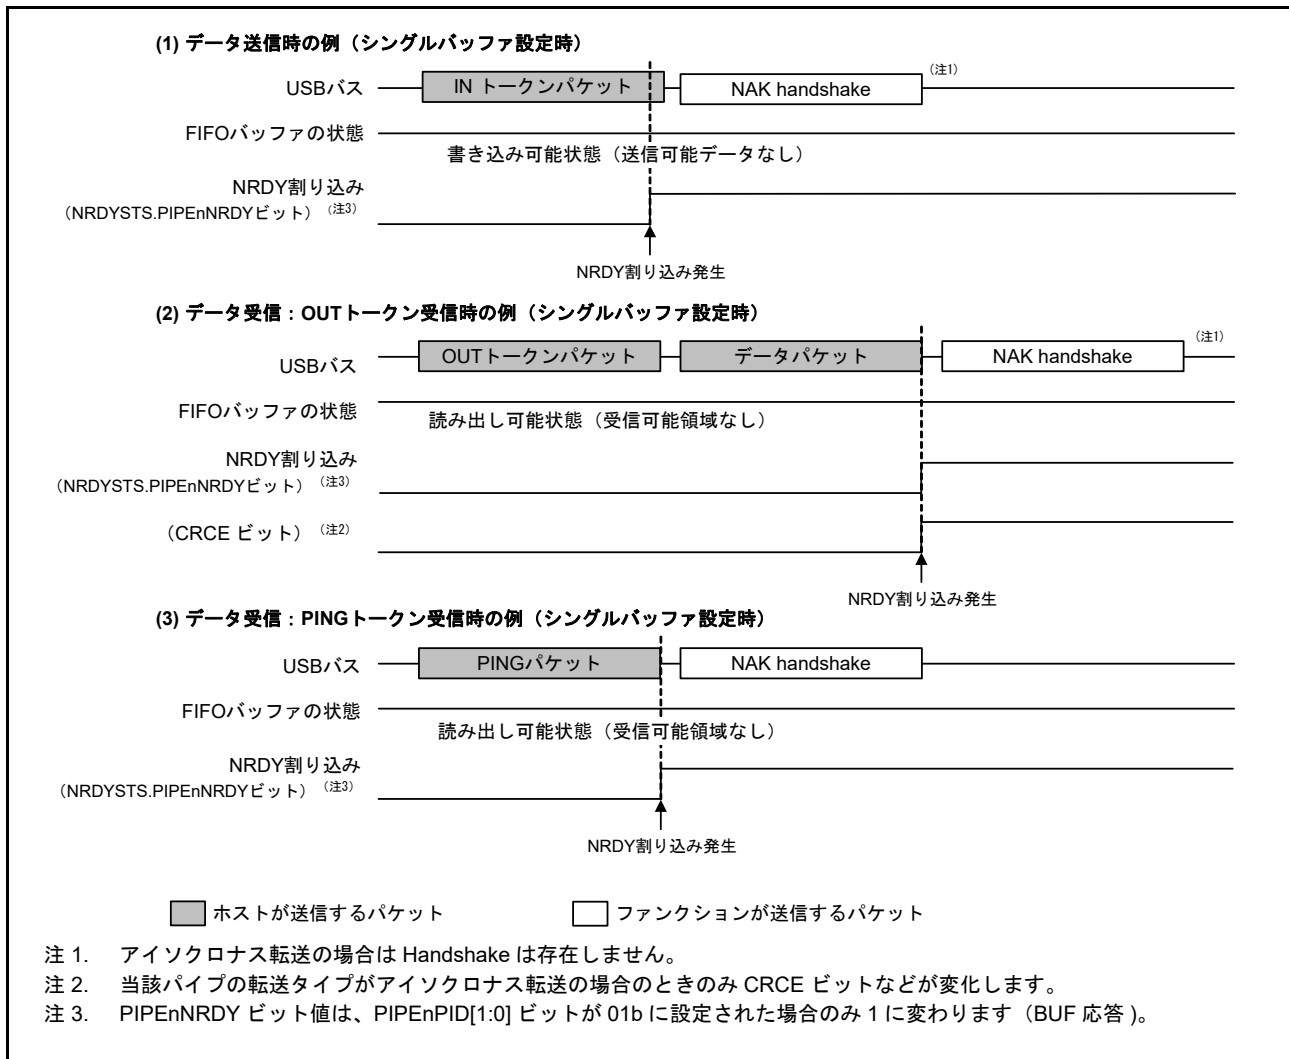 (1) データ送信時の例（シングルバッファ設定時）
USBバス
IN トークンパケット
NAK handshake
（注1）
FIFOバッファの状態
書き込み可能状態（送信可能データなし）
NRDY割り込み
（NRDYSTS.PIPEnNRDYビット）（注3）
NRDY割り込み発生
(2) データ受信：OUTトークン受信時の例（シングルバッファ設定時）
USBバス
OUTトークンパケット
データパケット
NAK handshake
（注1）
FIFOバッファの状態
読み出し可能状態（受信可能領域なし）
NRDY割り込み
（NRDYSTS.PIPEnNRDYビット）（注3）
（CRCE ビット）（注2）
NRDY割り込み発生
(3) データ受信：PINGトークン受信時の例（シングルバッファ設定時）
USBバス
PINGパケット
NAK handshake
FIFOバッファの状態
読み出し可能状態（受信可能領域なし）
NRDY割り込み
（NRDYSTS.PIPEnNRDYビット）（注3）
NRDY割り込み発生
ホストが送信するパケット
ファンクションが送信するパケット
注 1. アイソクロナス転送の場合は Handshake は存在しません。
注 2. 当該パイプの転送タイプがアイソクロナス転送の場合のときのみ CRCE ビットなどが変化します。
注 3. PIPEnNRDY ビット値は、PIPEnPID[1:0] ビットが 01b に設定された場合のみ 1 に変わります（BUF 応答 )。